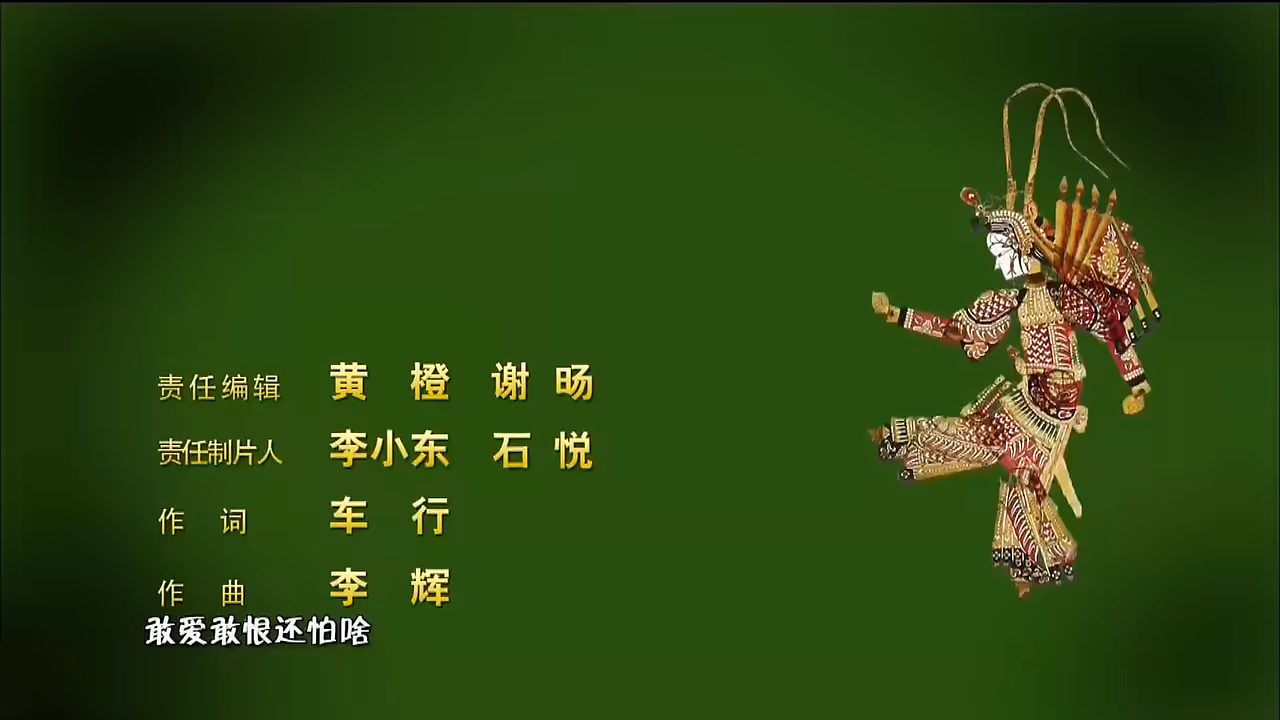 责任编辑 黄 橙 谢 旸
责任制片人 李小东 石 悦
作 词 车 行
作 曲 李 辉
敢爱敢恨还怕啥